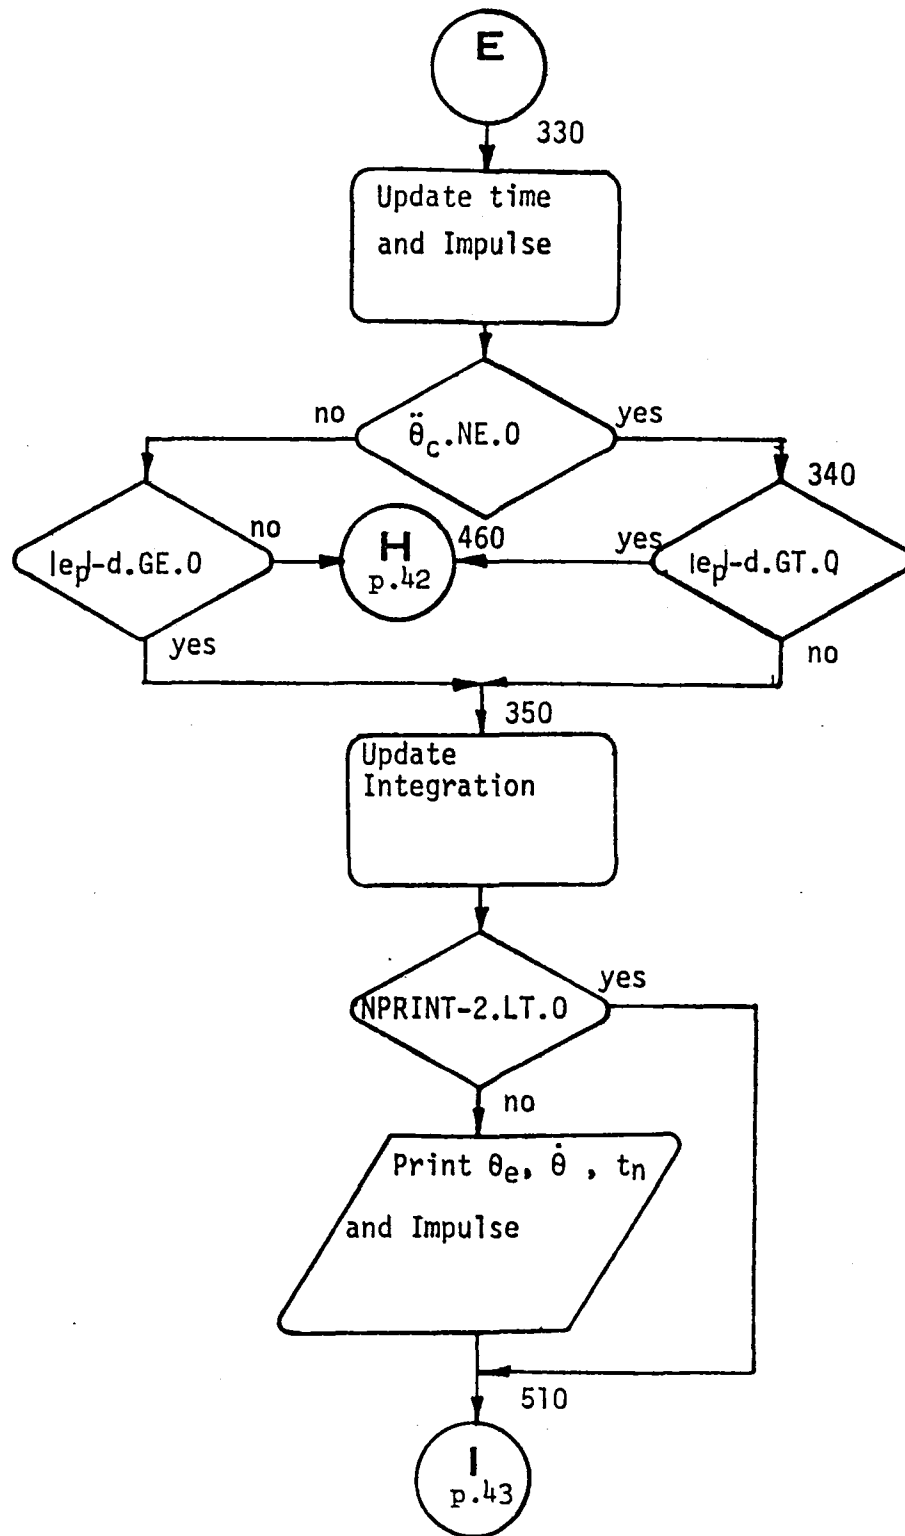 E
330
Update time
and Impulse
no
θ̈c.NE.0
yes
340
|ep|-d.GE.0
no
H
p.42
460
yes
|ep|-d.GT.0
yes
no
350
Update
Integration
NPRINT-2.LT.0
yes
no
Print θe, θ̇ , tn
and Impulse
510
I
p.43